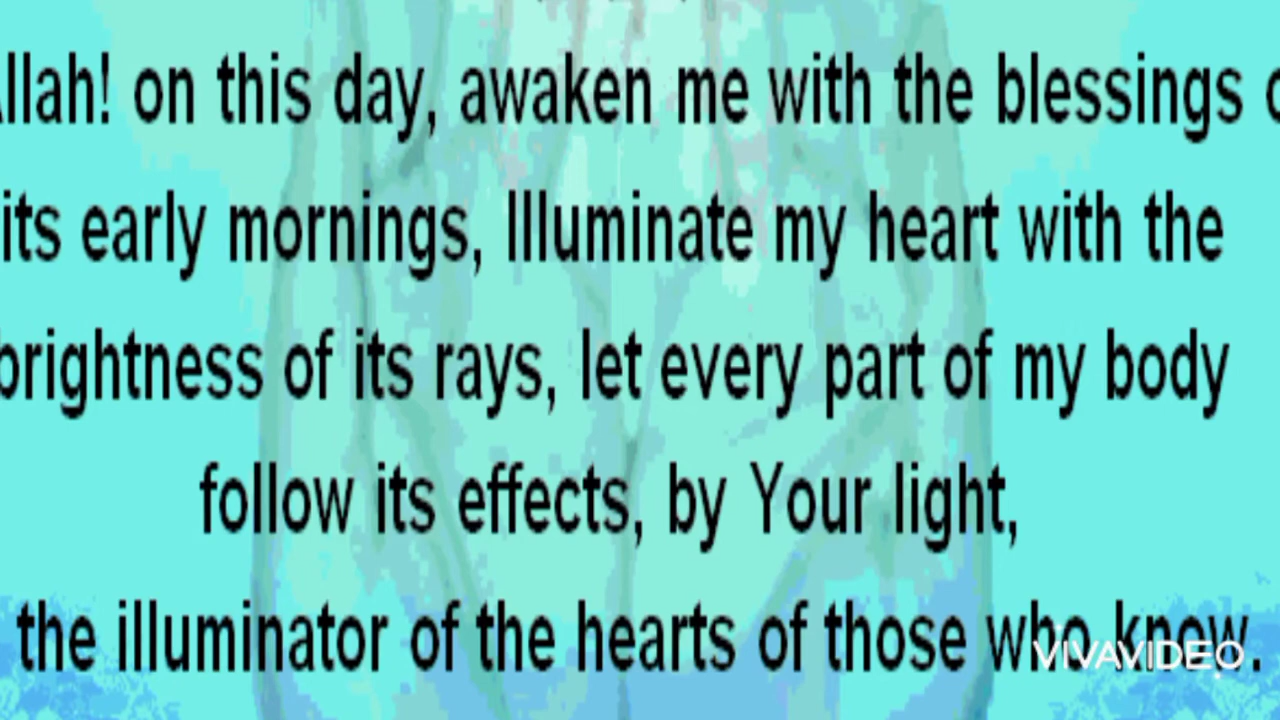 llah! on this day, awaken me with the blessings
its early mornings, Illuminate my heart with the
brightness of its rays, let every part of my body
follow its effects, by Your light,
the illuminator of the hearts of those who know.
VIVAVIDEO